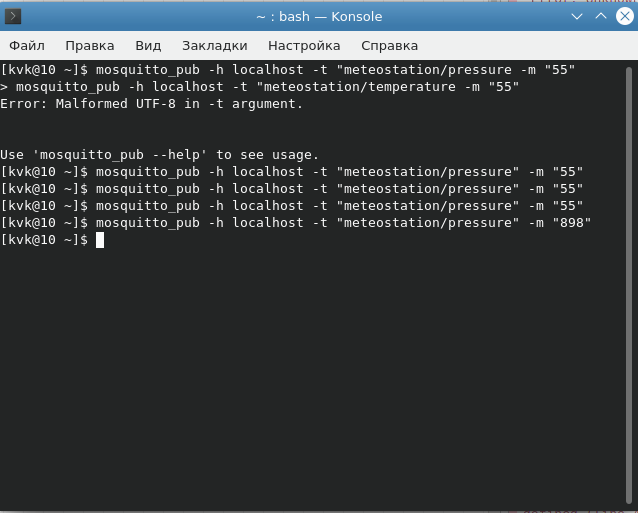 ~ : bash — Konsole
Файл Правка Вид Закладки Настройка Справка
[kvk@10 ~]$ mosquitto_pub -h localhost -t "meteostation/pressure -m "55"
> mosquitto_pub -h localhost -t "meteostation/temperature -m "55"
Error: Malformed UTF-8 in -t argument.
Use 'mosquitto_pub --help' to see usage.
[kvk@10 ~]$ mosquitto_pub -h localhost -t "meteostation/pressure" -m "55"
[kvk@10 ~]$ mosquitto_pub -h localhost -t "meteostation/pressure" -m "55"
[kvk@10 ~]$ mosquitto_pub -h localhost -t "meteostation/pressure" -m "55"
[kvk@10 ~]$ mosquitto_pub -h localhost -t "meteostation/pressure" -m "898"
[kvk@10 ~]$